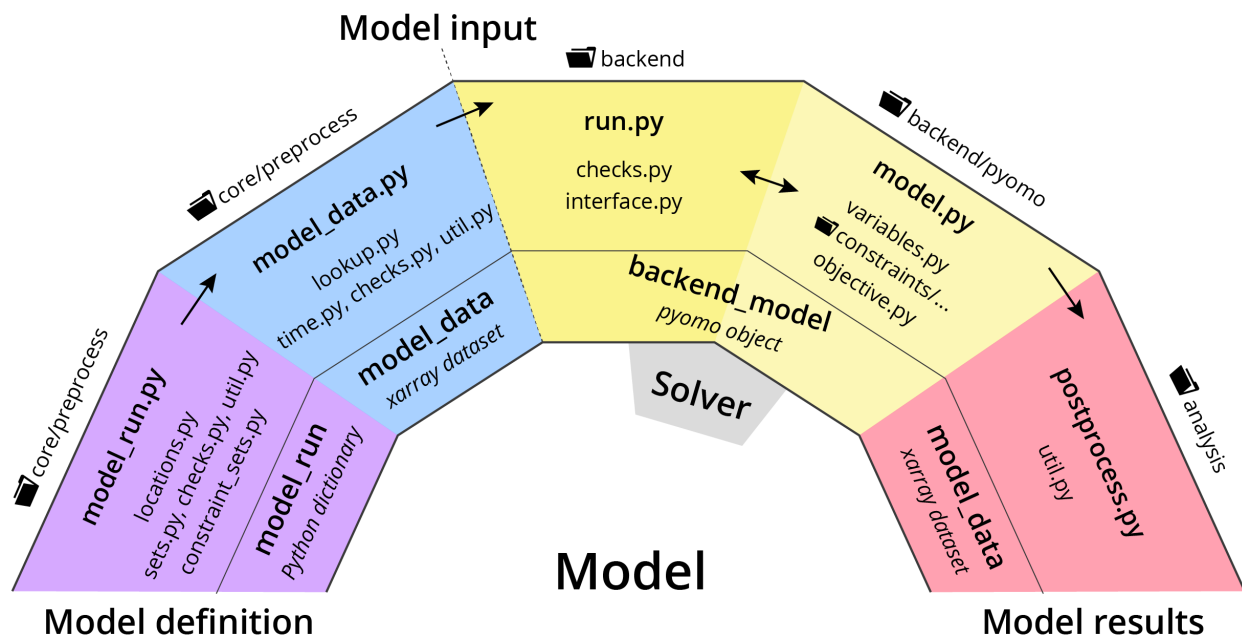 Model input
backend
core/preprocess
backend/pyomo
run.py
checks.py
interface.py
model_data.py
lookup.py
time.py, checks.py, util.py
model.py
variables.py
constraints/...
objective.py
backend_model
pyomo object
model_data
xarray dataset
Solver
core/preprocess
model_run.py
locations.py
sets.py, checks.py, util.py
constraint_sets.py
model_run
Python dictionary
analysis
postprocess.py
util.py
model_data
xarray dataset
Model
Model definition
Model results